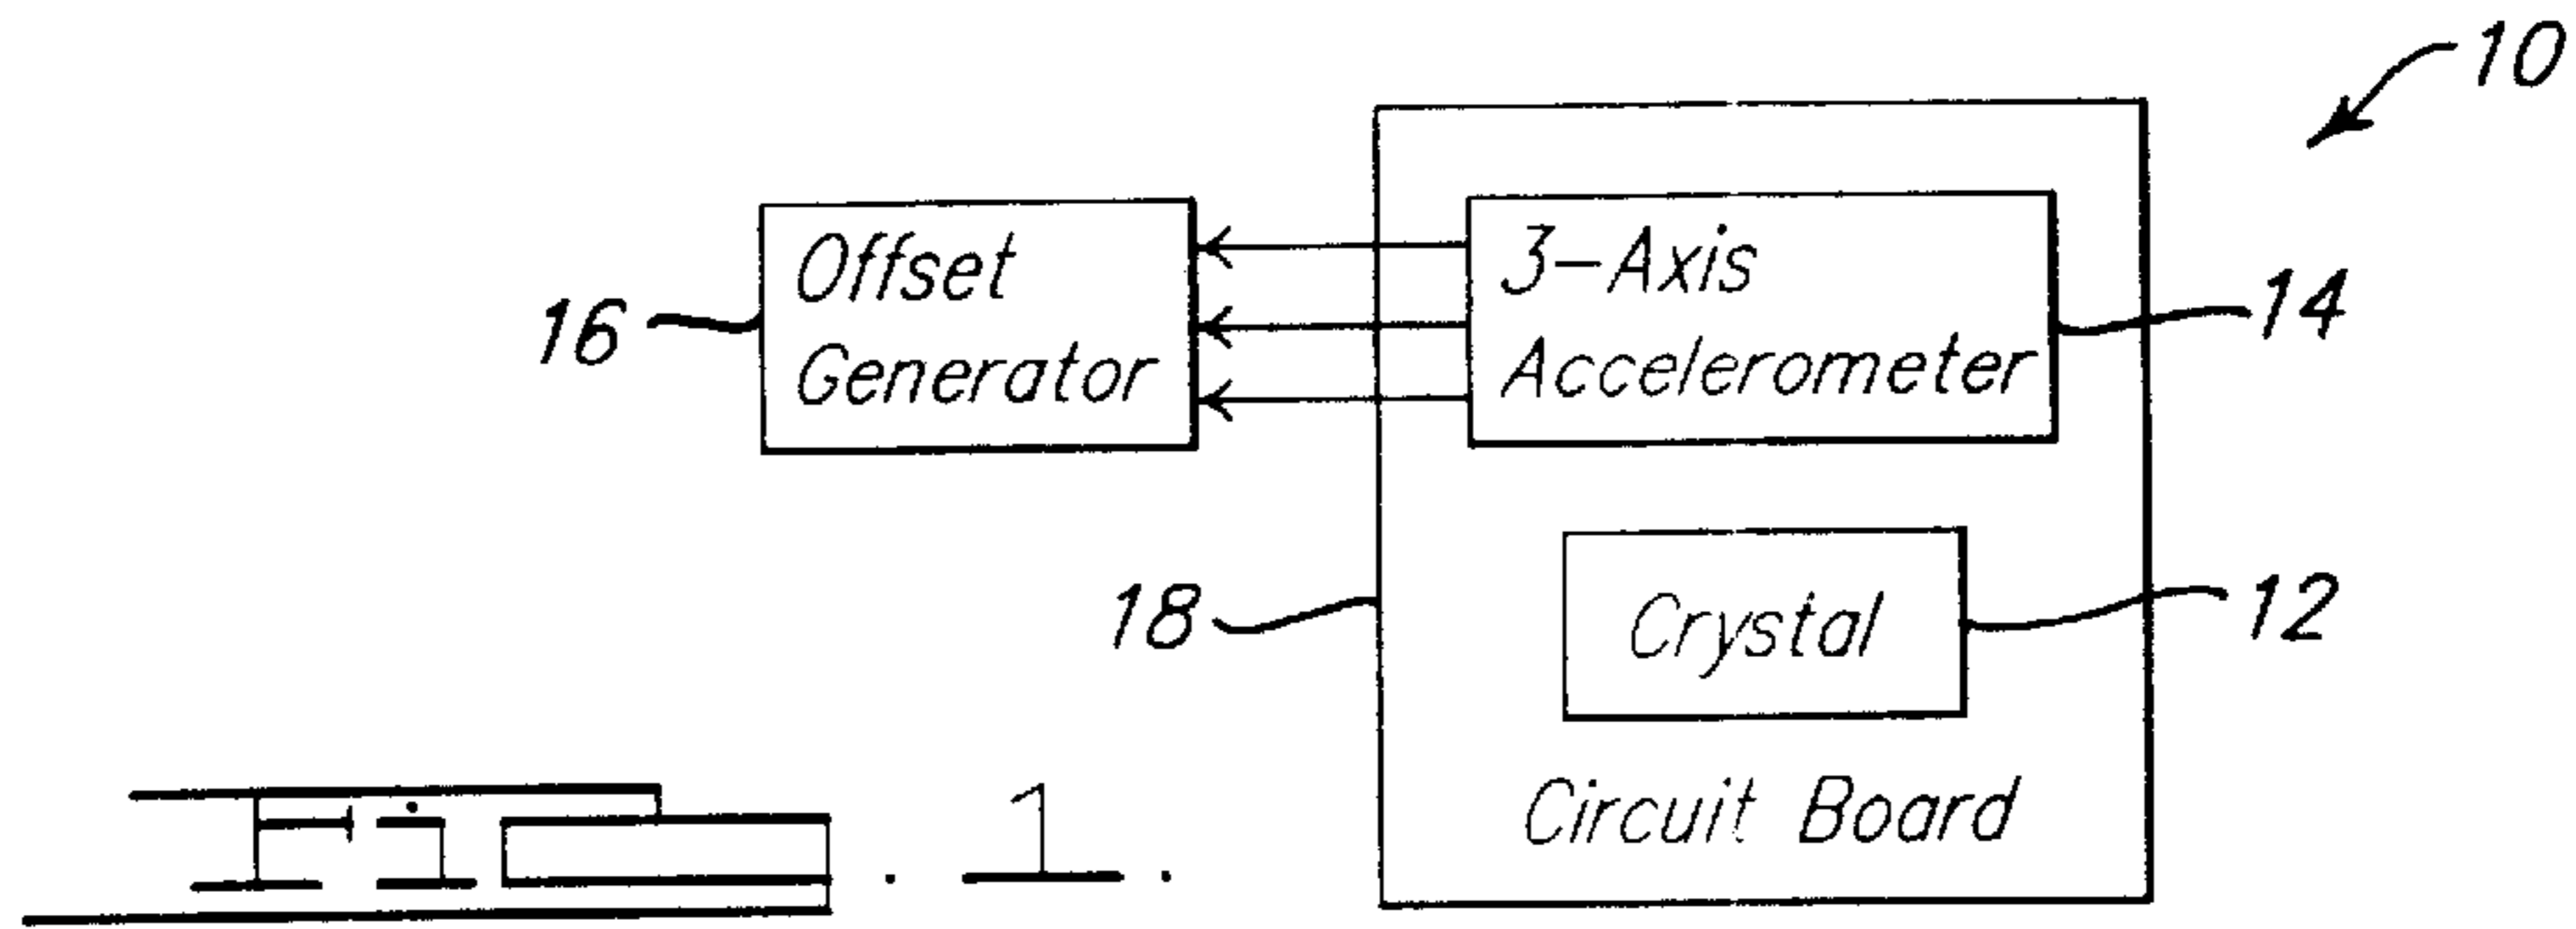 10
Offset
Generator
16
3-Axis
Accelerometer
14
18
Crystal
12
Circuit Board
Fig. 1.